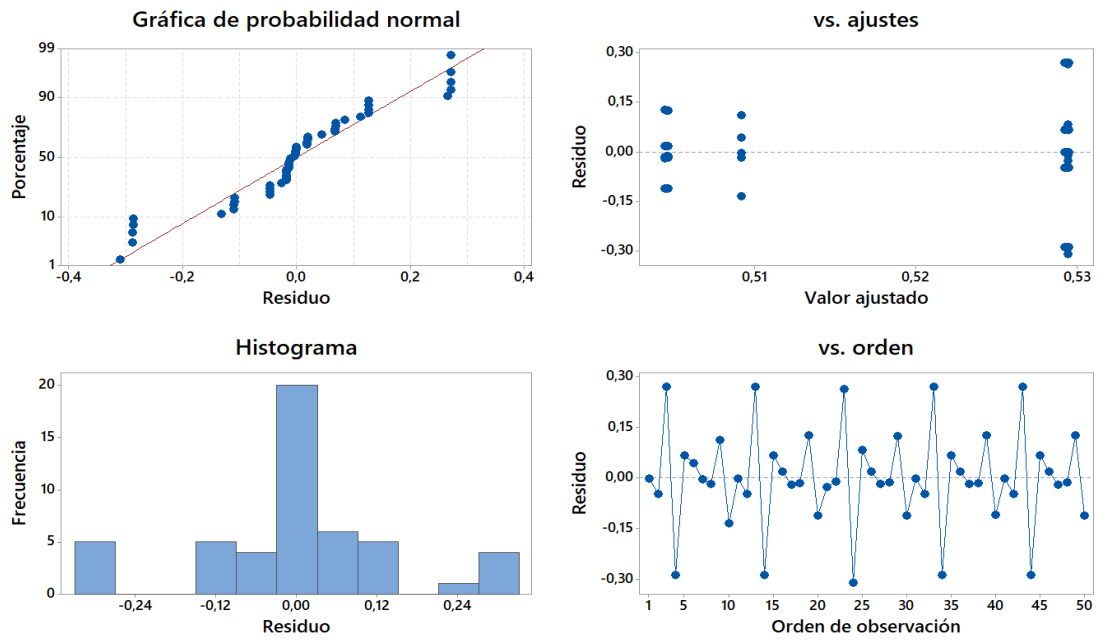 Gráfica de probabilidad normal
99
90
50
10
1
Porcentaje
-0,4 -0,2 0,0 0,2 0,4
Residuo
vs. ajustes
0,30
0,15
0,00
-0,15
-0,30
Residuo
0,51 0,52 0,53
Valor ajustado
Histograma
20
15
10
5
0
Frecuencia
-0,24 -0,12 0,00 0,12 0,24
Residuo
vs. orden
0,30
0,15
0,00
-0,15
-0,30
Residuo
1 5 10 15 20 25 30 35 40 45 50
Orden de observación